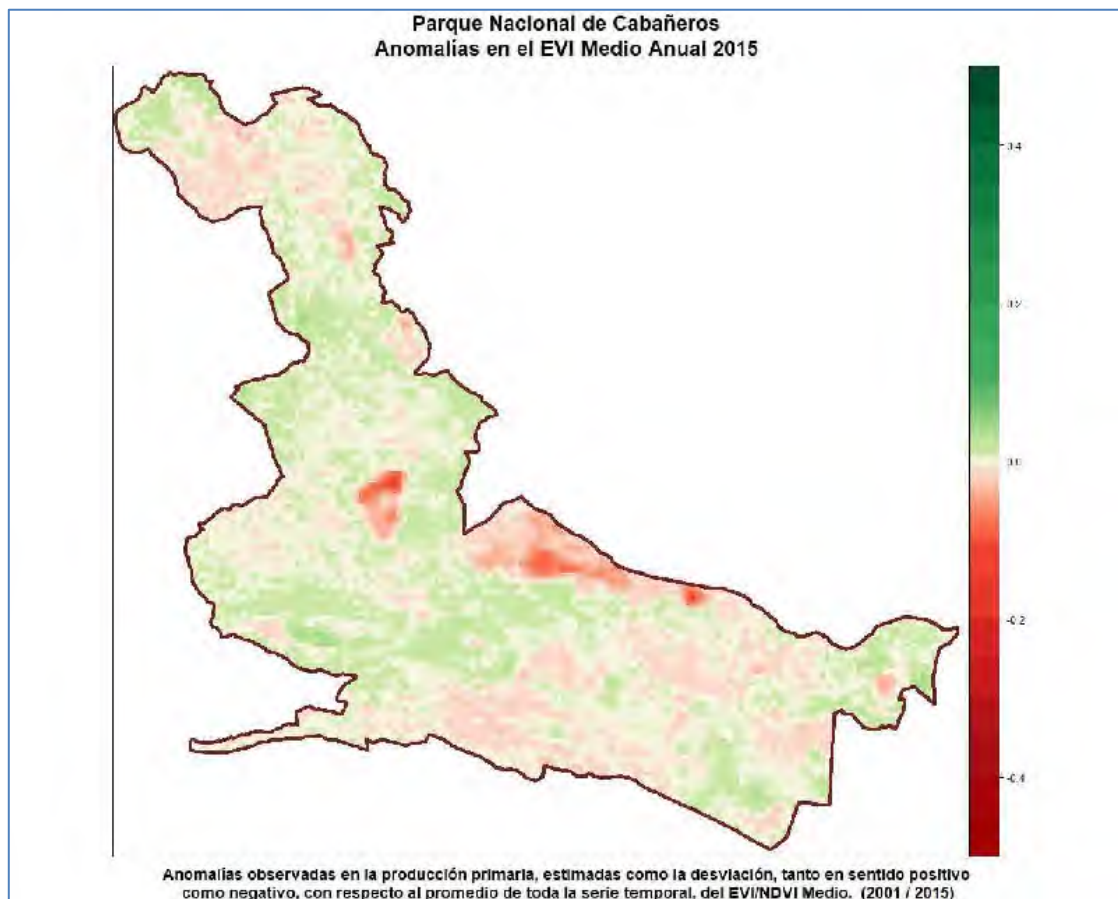 Parque Nacional de Cabañeros
Anomalías en el EVI Medio Anual 2015
0.4
0.2
0.0
-0.2
-0.4
Anomalías observadas en la producción primaria, estimadas como la desviación, tanto en sentido positivo
como negativo, con respecto al promedio de toda la serie temporal, del EVI/NDVI Medio. (2001 / 2015)